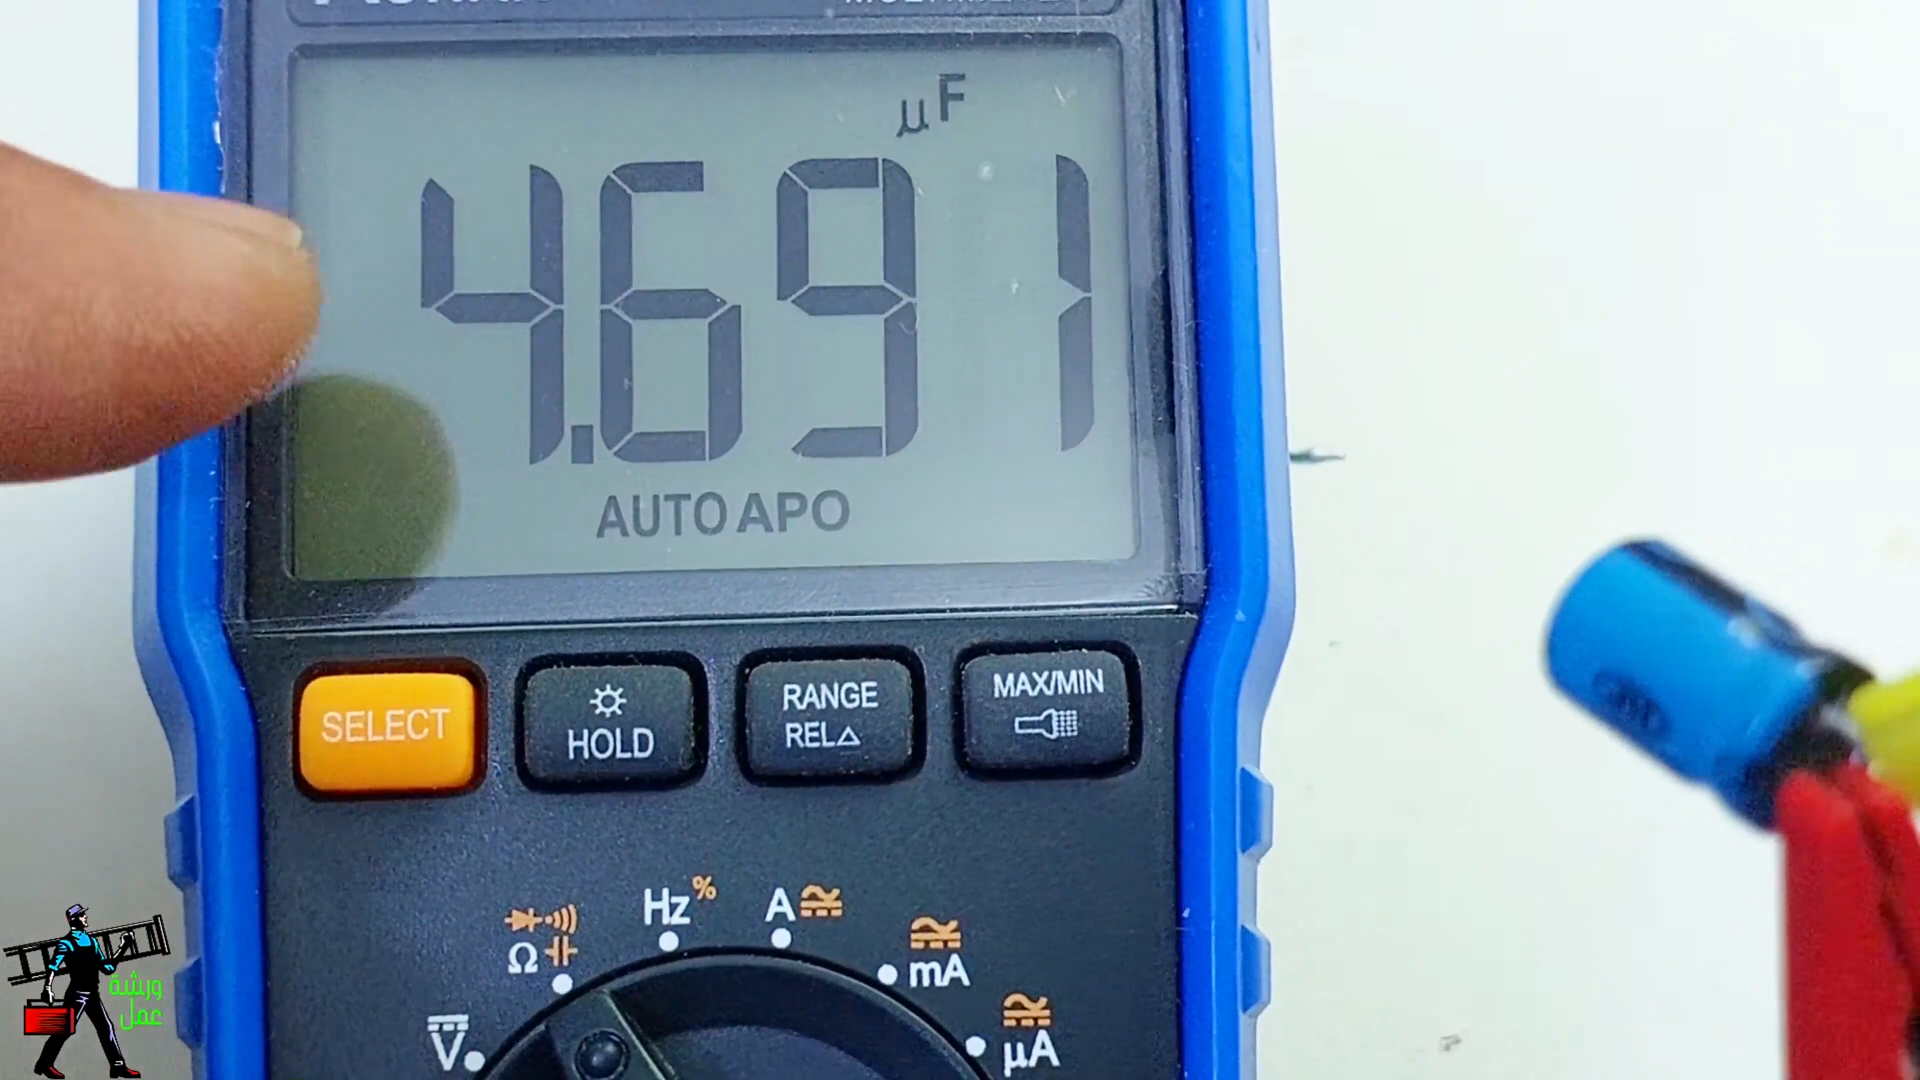 µF
4.691
AUTO APO
SELECT
HOLD
RANGE
REL△
MAX/MIN
Hz %
A
Ω
mA
V
µA
ورشة
عمل